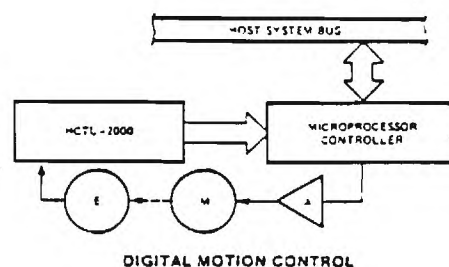 HOST SYSTEM BUS
HCTL-2000
MICROPROCESSOR
CONTROLLER
E
M
A
DIGITAL MOTION CONTROL